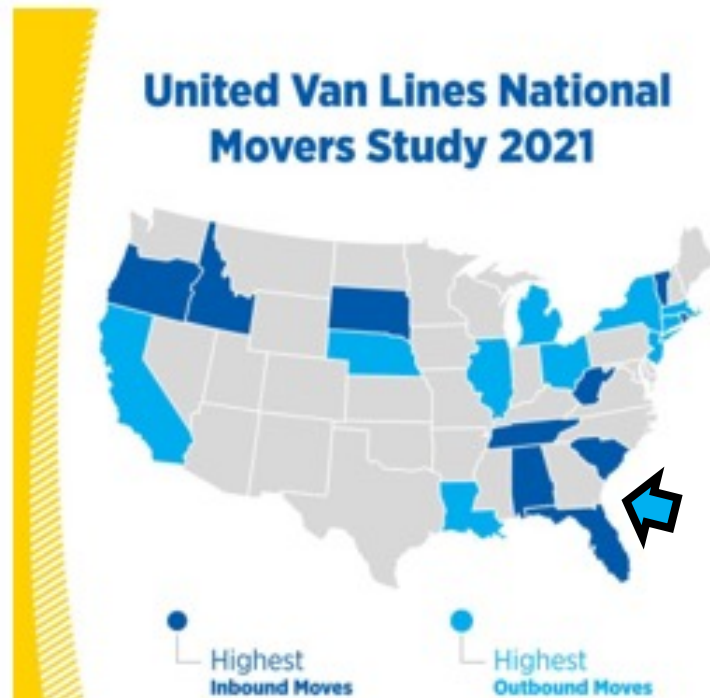 United Van Lines National
Movers Study 2021
Highest
Inbound Moves
Highest
Outbound Moves